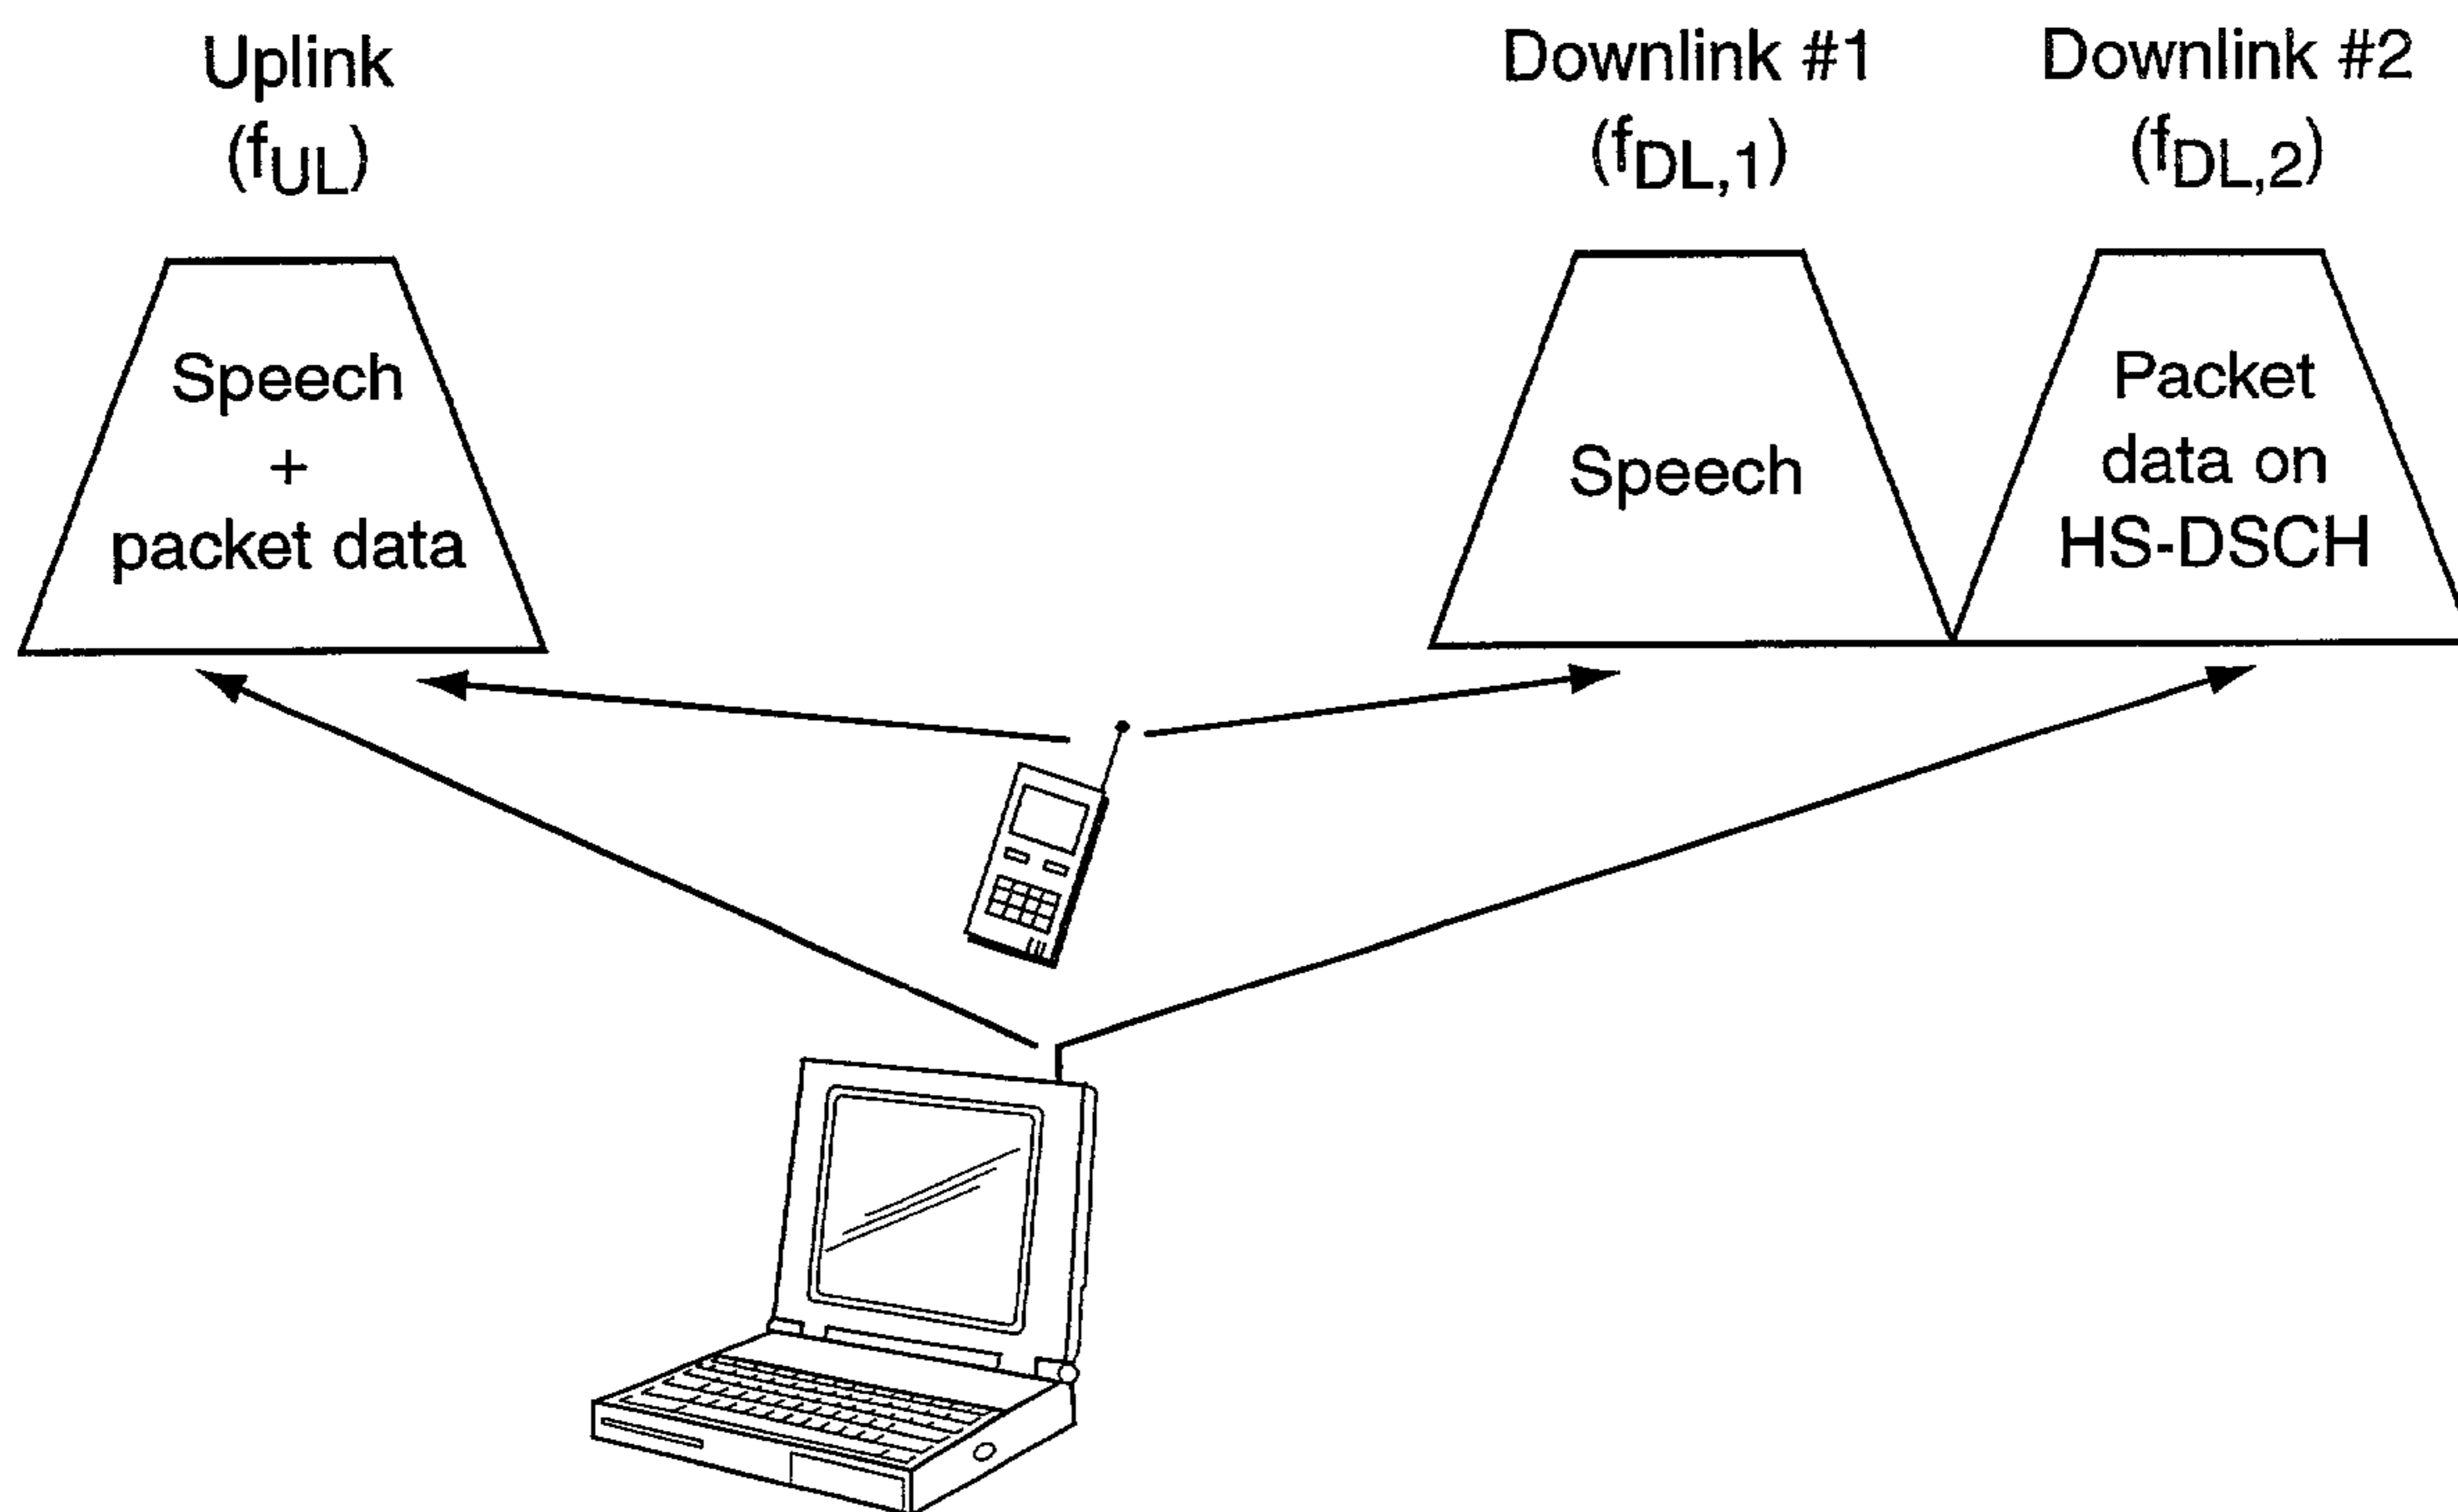 Uplink
(fUL)
Downlink #1
(fDL,1)
Downlink #2
(fDL,2)
Speech
+
packet data
Speech
Packet
data on
HS-DSCH